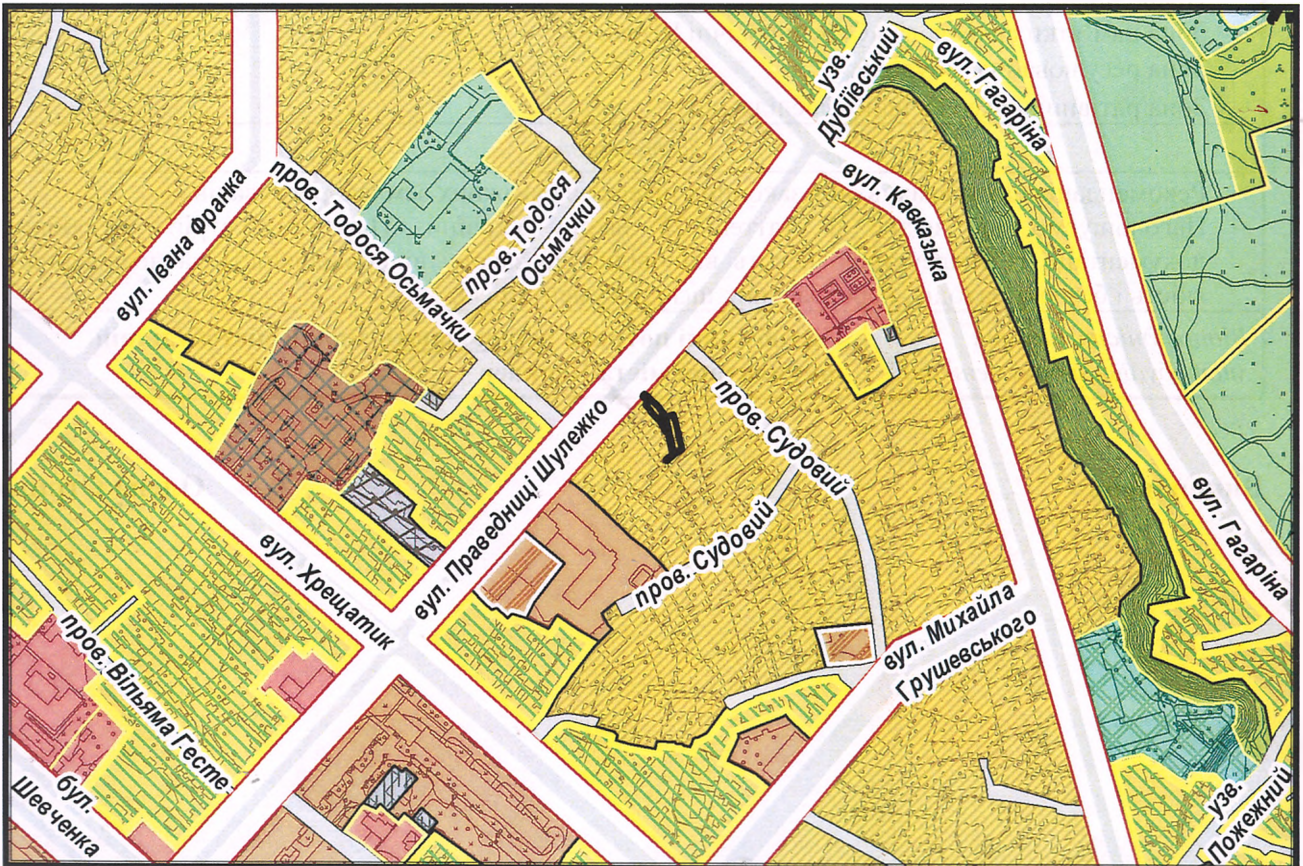 узв.
Дубіївський
вул. Гагаріна
вул. Івана Франка
пров. Тодося Осьмачки
пров. Тодося
Осьмачки
вул. Кавказька
пров. Судовий
вул. Праведниці Шулежко
вул. Хрещатик
пров. Судовий
вул. Гагаріна
вул. Михайла
Грушевського
пров. Вільяма Гесте
бул.
Шевченка
узв.
Пожежний